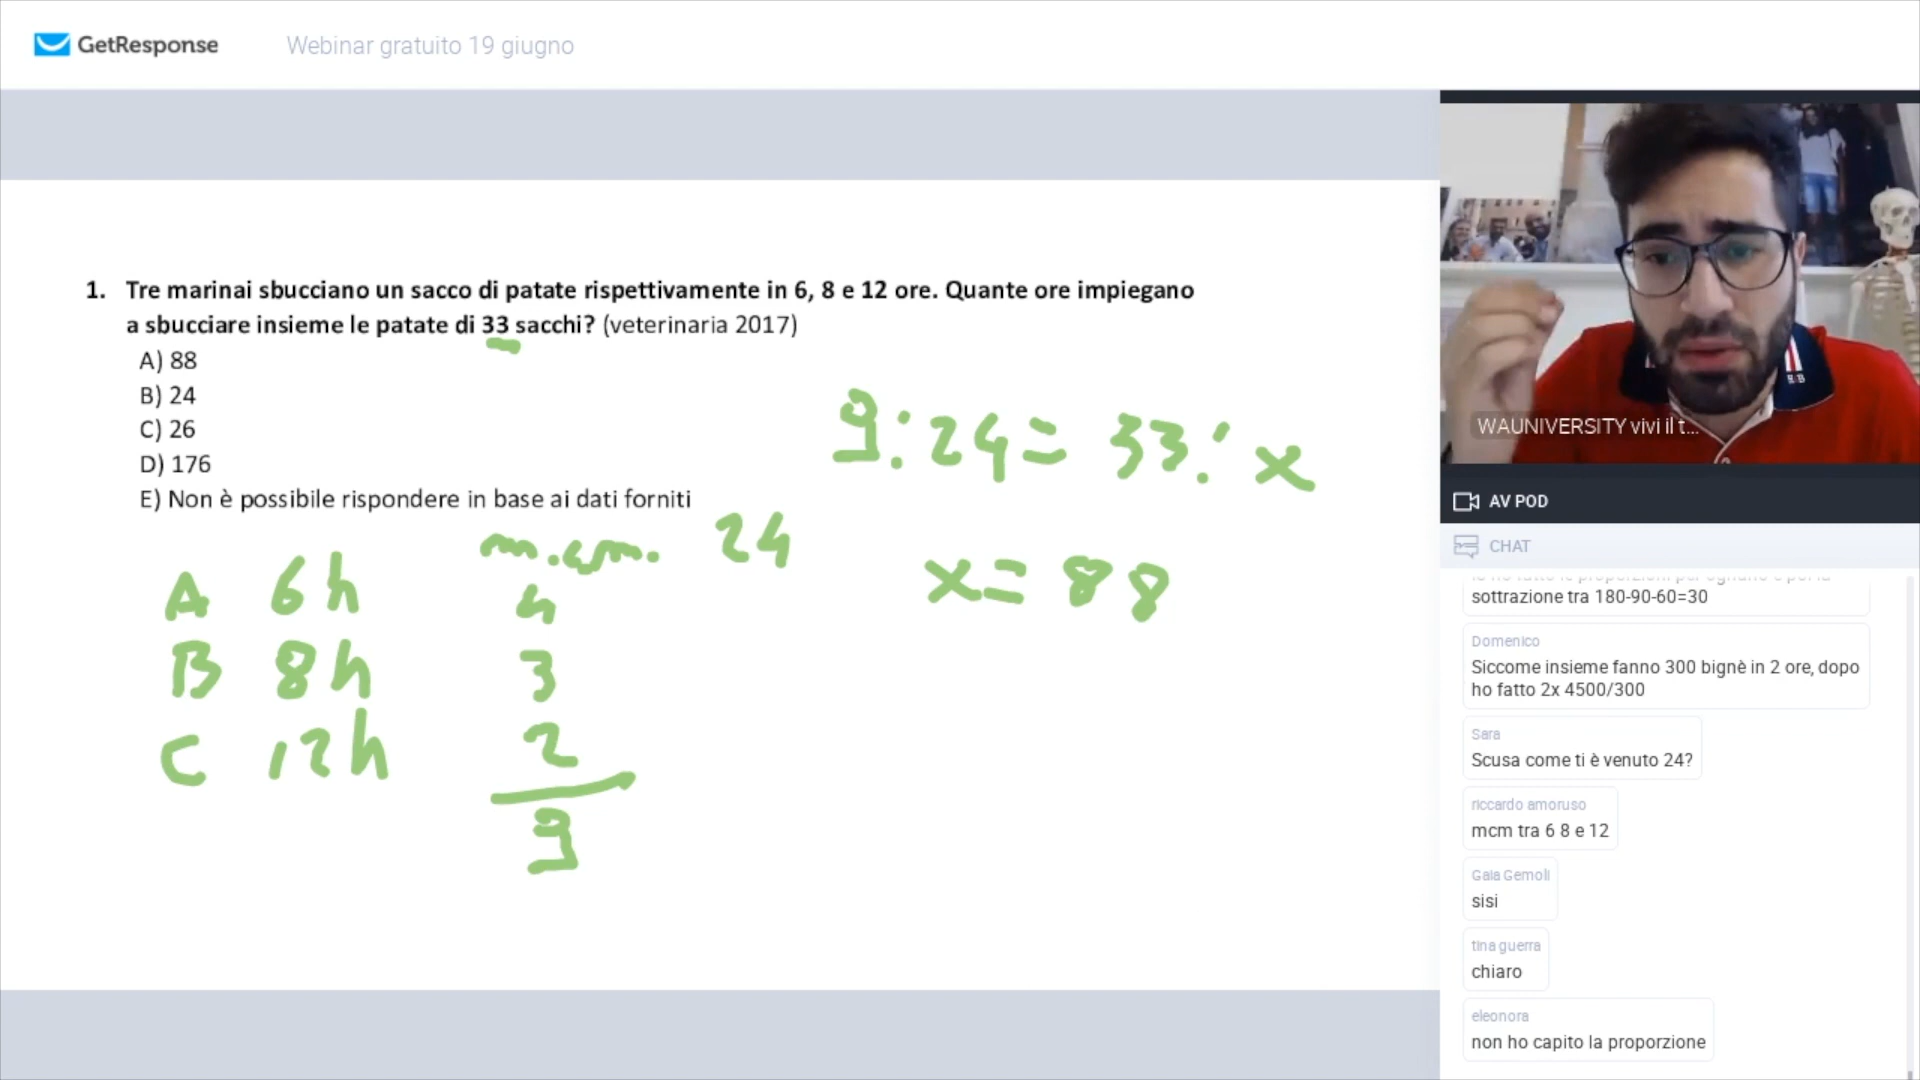 GetResponse
Webinar gratuito 19 giugno
1. Tre marinai sbucciano un sacco di patate rispettivamente in 6, 8 e 12 ore. Quante ore impiegano
a sbucciare insieme le patate di 33 sacchi? (veterinaria 2017)
A) 88
B) 24
C) 26
D) 176
E) Non è possibile rispondere in base ai dati forniti
9:24= 33: x
x= 88
m.c.m. 24
A 6h 4
B 8h 3
C 12h 2
9
WAUNIVERSITY vivi il t...
AV POD
CHAT
sottrazione tra 180-90-60=30
Domenico
Siccome insieme fanno 300 bignè in 2 ore, dopo
ho fatto 2x 4500/300
Sara
Scusa come ti è venuto 24?
riccardo amoruso
mcm tra 6 8 e 12
Gaia Gemoli
sisi
tina guerra
chiaro
eleonora
non ho capito la proporzione